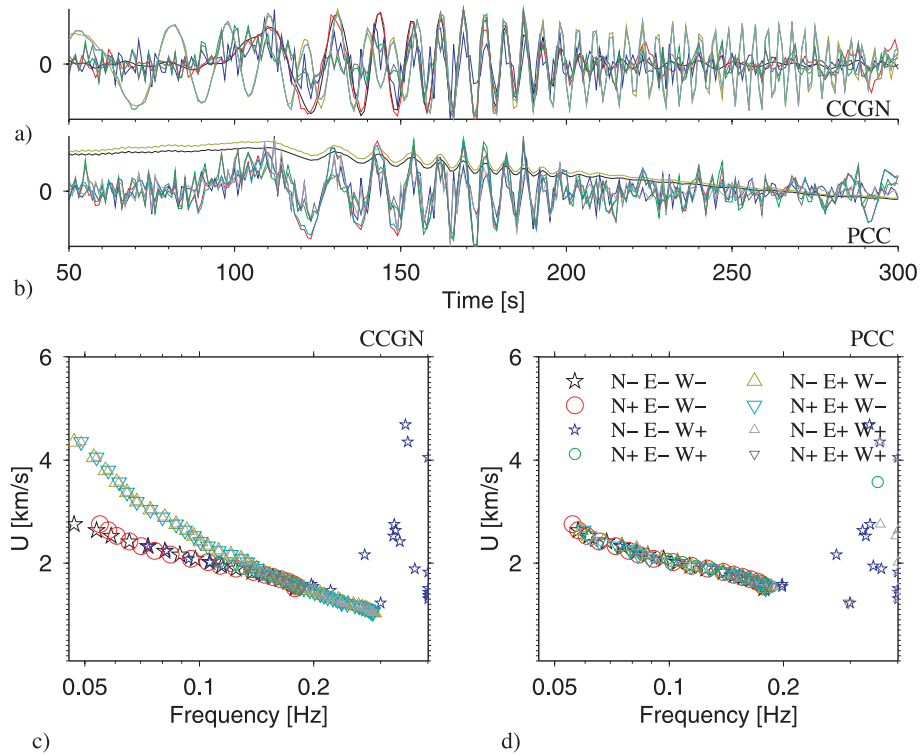 0
CCGN
a)
0
PCC
50 100 150 200 250 300
b)
Time [s]
CCGN
6
4
2
U [km/s]
0.05 0.1 0.2
Frequency [Hz]
c)
PCC
6
4
2
U [km/s]
N− E− W− N− E+ W−
N+ E− W− N+ E+ W−
N− E− W+ N− E+ W+
N+ E− W+ N+ E+ W+
0.05 0.1 0.2
Frequency [Hz]
d)